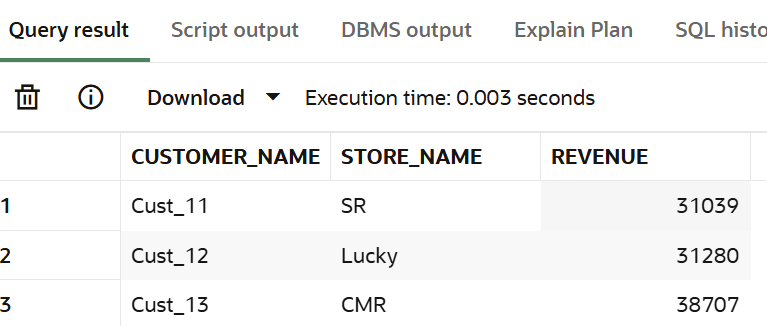 Query result Script output DBMS output Explain Plan SQL histo
Download Execution time: 0.003 seconds
CUSTOMER_NAME STORE_NAME REVENUE
1 Cust_11 SR 31039
2 Cust_12 Lucky 31280
3 Cust_13 CMR 38707